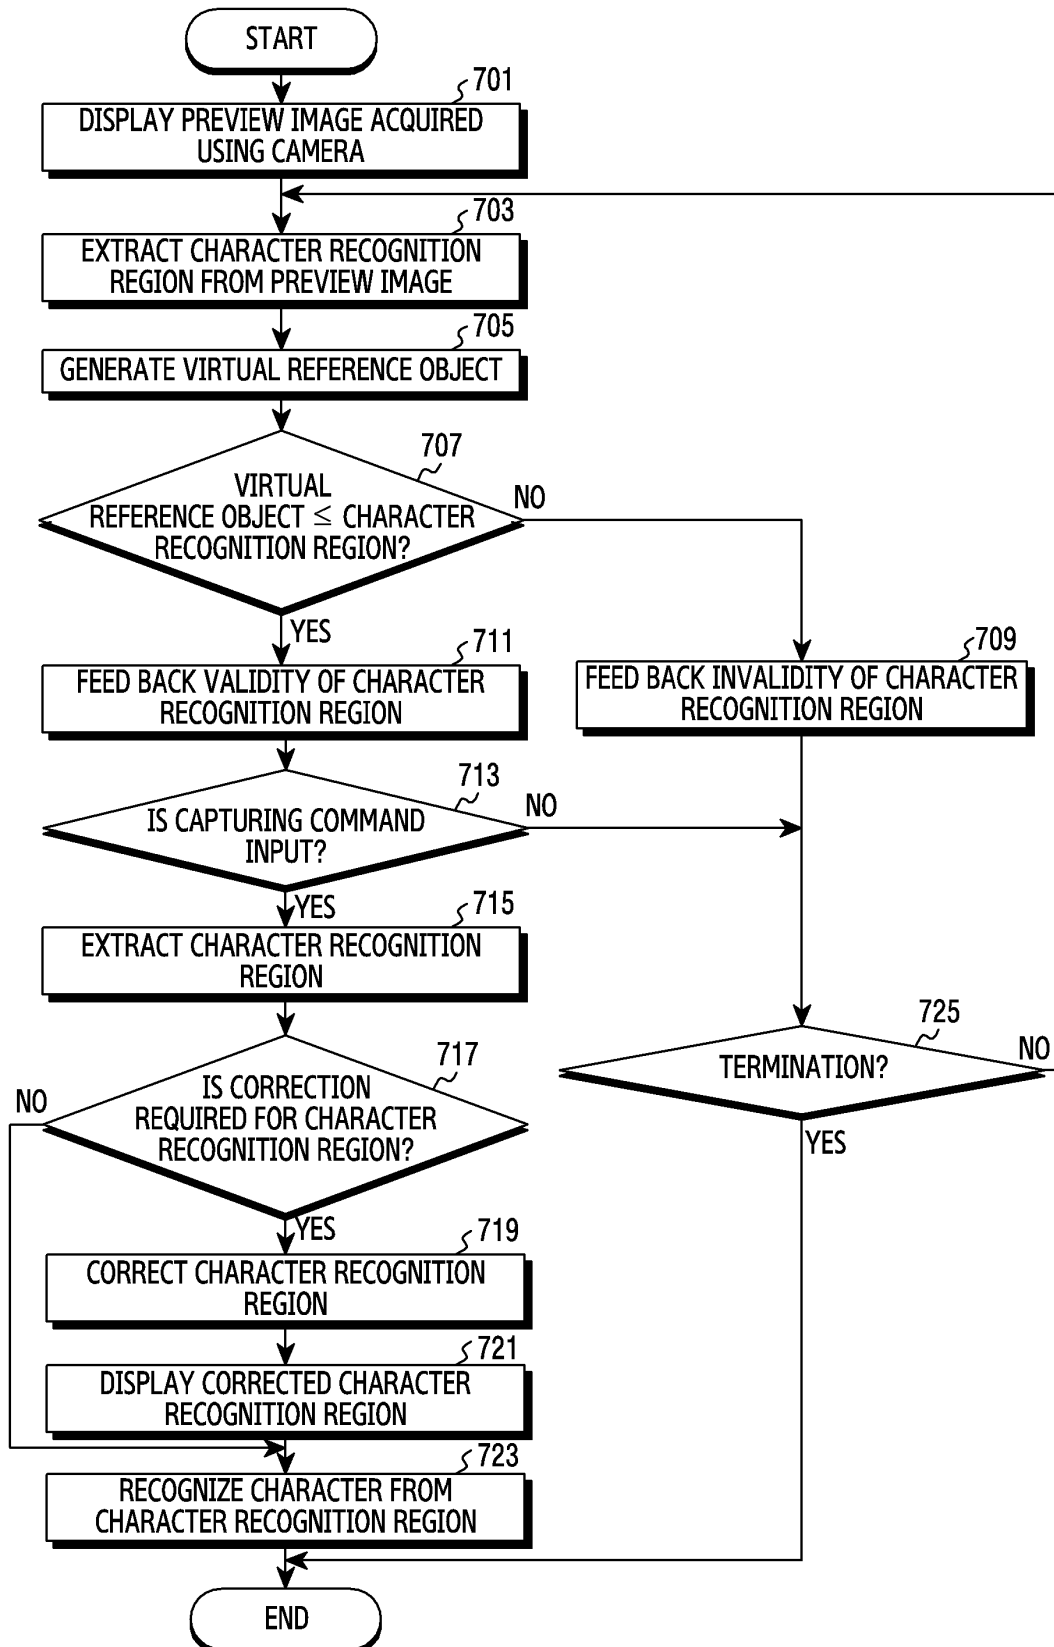 START
701
DISPLAY PREVIEW IMAGE ACQUIRED
USING CAMERA
703
EXTRACT CHARACTER RECOGNITION
REGION FROM PREVIEW IMAGE
705
GENERATE VIRTUAL REFERENCE OBJECT
707
VIRTUAL
REFERENCE OBJECT ≤ CHARACTER
RECOGNITION REGION?
NO
YES
711
FEED BACK VALIDITY OF CHARACTER
RECOGNITION REGION
709
FEED BACK INVALIDITY OF CHARACTER
RECOGNITION REGION
713
IS CAPTURING COMMAND
INPUT?
NO
YES
715
EXTRACT CHARACTER RECOGNITION
REGION
717
IS CORRECTION
REQUIRED FOR CHARACTER
RECOGNITION REGION?
NO
YES
725
TERMINATION?
NO
YES
719
CORRECT CHARACTER RECOGNITION
REGION
721
DISPLAY CORRECTED CHARACTER
RECOGNITION REGION
723
RECOGNIZE CHARACTER FROM
CHARACTER RECOGNITION REGION
END